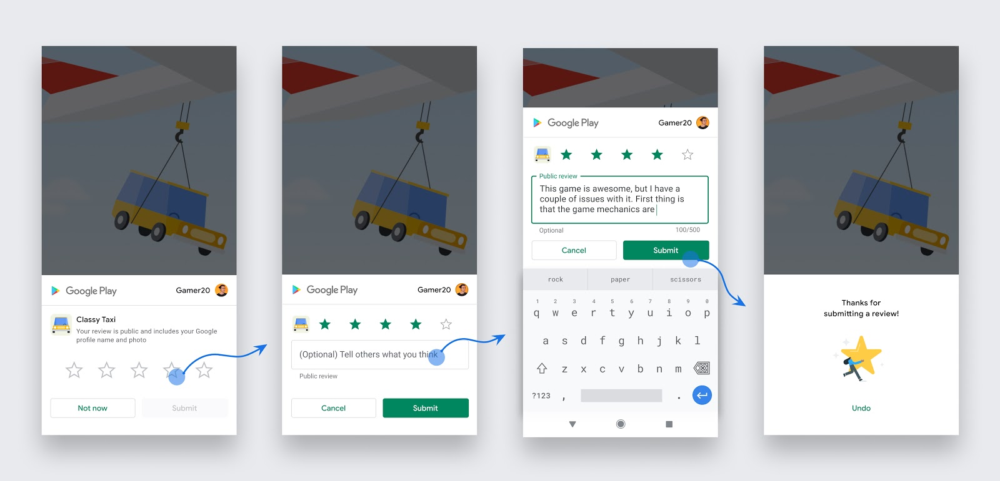 Google Play
Gamer20
Classy Taxi
Your review is public and includes your Google
profile name and photo
Not now
Submit
Google Play
Gamer20
(Optional) Tell others what you think
Public review
Cancel
Submit
Google Play
Gamer20
Public review
This game is awesome, but I have a
couple of issues with it. First thing is
that the game mechanics are
Optional
100/500
Cancel
Submit
rock
paper
scissors
1 2 3 4 5 6 7 8 9 0
q w e r t y u i o p
a s d f g h j k l
z x c v b n m
?123 , .
Thanks for
submitting a review!
Undo